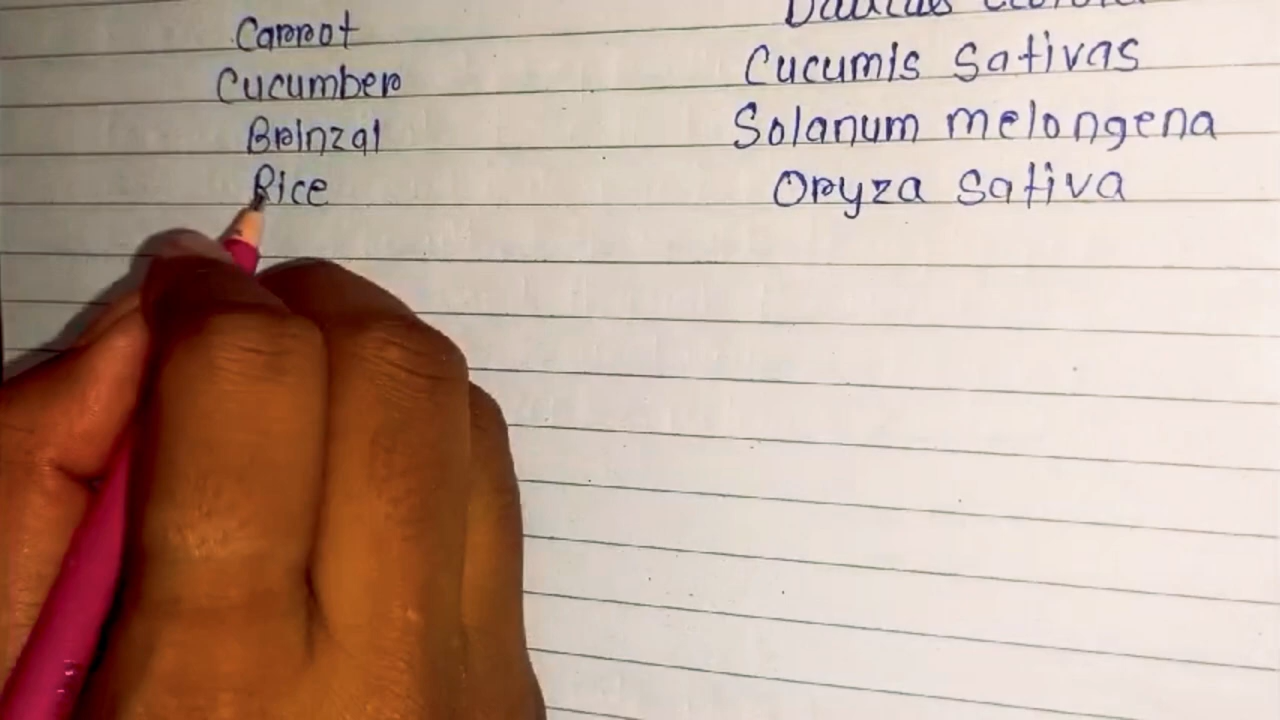 Carrot
Cucumber Cucumis Sativas
Brinzal Solanum melongena
Rice Oryza Sativa